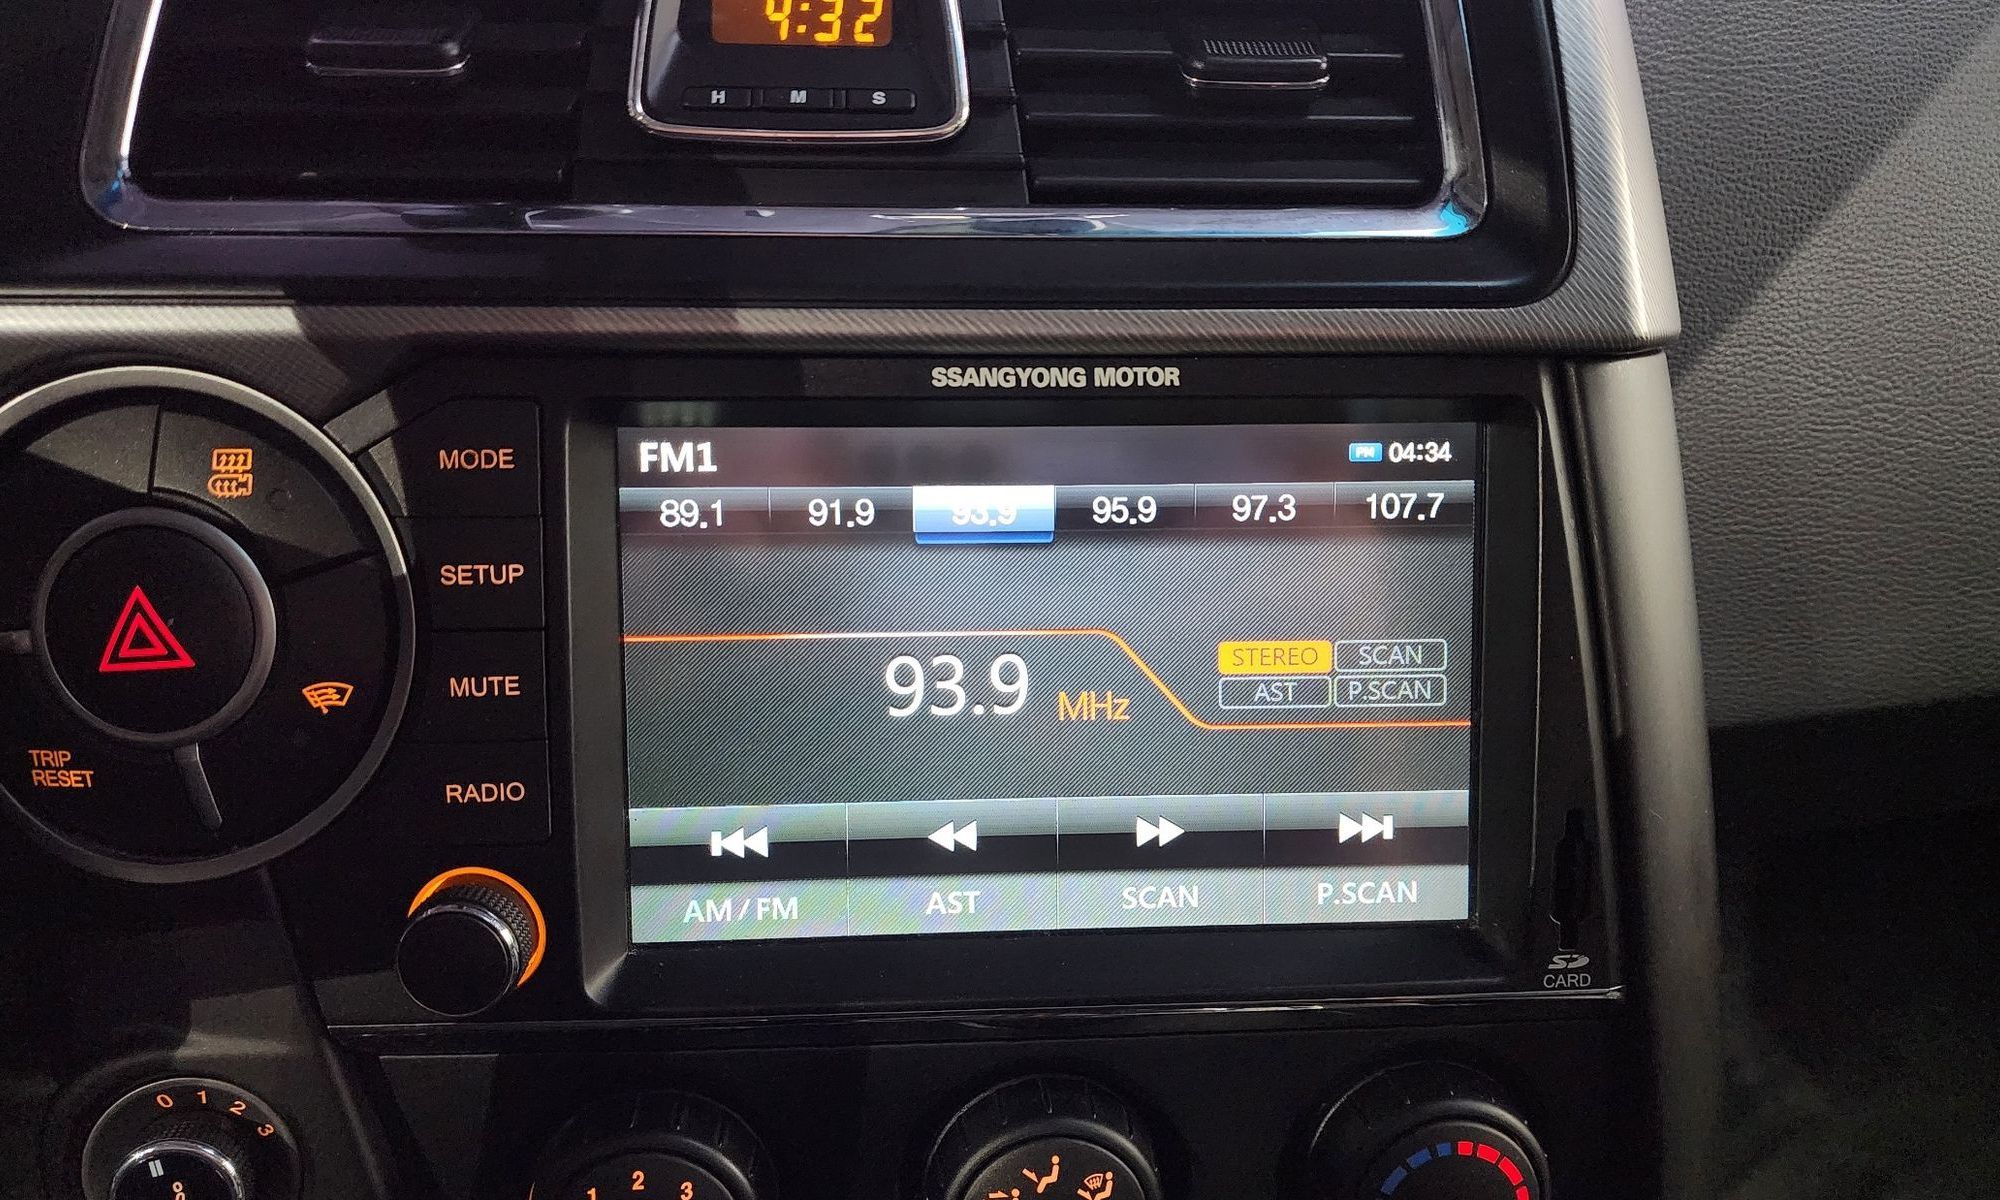 4:32
H M S
SSANGYONG MOTOR
FM1
PM 04:34
89.1 91.9 93.9 95.9 97.3 107.7
93.9 MHz
STEREO SCAN
AST P.SCAN
AM/FM AST SCAN P.SCAN
MODE
SETUP
MUTE
RADIO
TRIP
RESET
SD
CARD
0 1 2 3
1 2 3